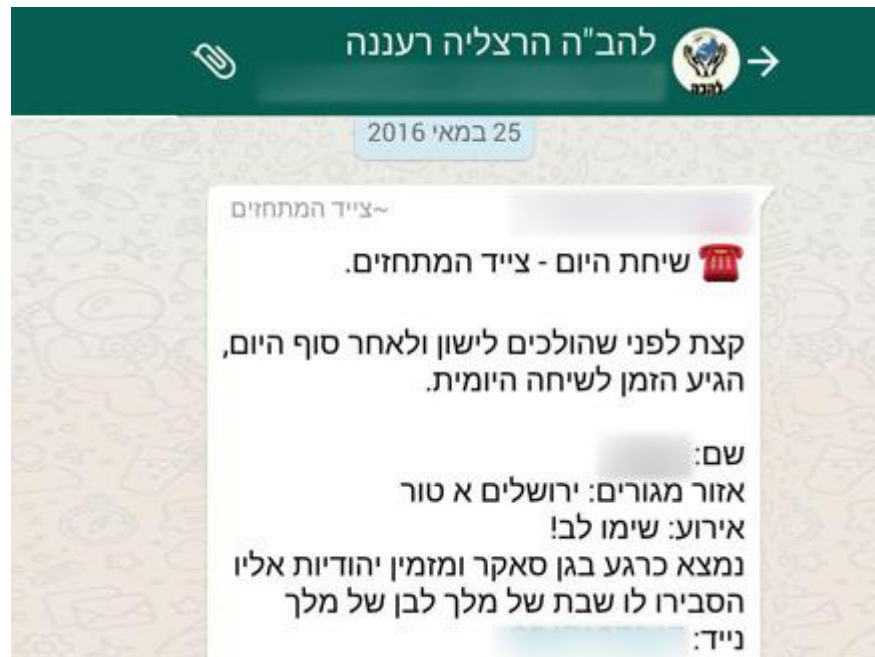 להב"ה הרצליה רעננה
להבה
25 במאי 2016
~צייד המתחזים
שיחת היום - צייד המתחזים.
קצת לפני שהולכים לישון ולאחר סוף היום,
הגיע הזמן לשיחה היומית.
שם:
אזור מגורים: ירושלים א טור
אירוע: שימו לב!
נמצא כרגע בגן סאקר ומזמין יהודיות אליו
הסבירו לו שבת של מלך לבן של מלך
נייד: